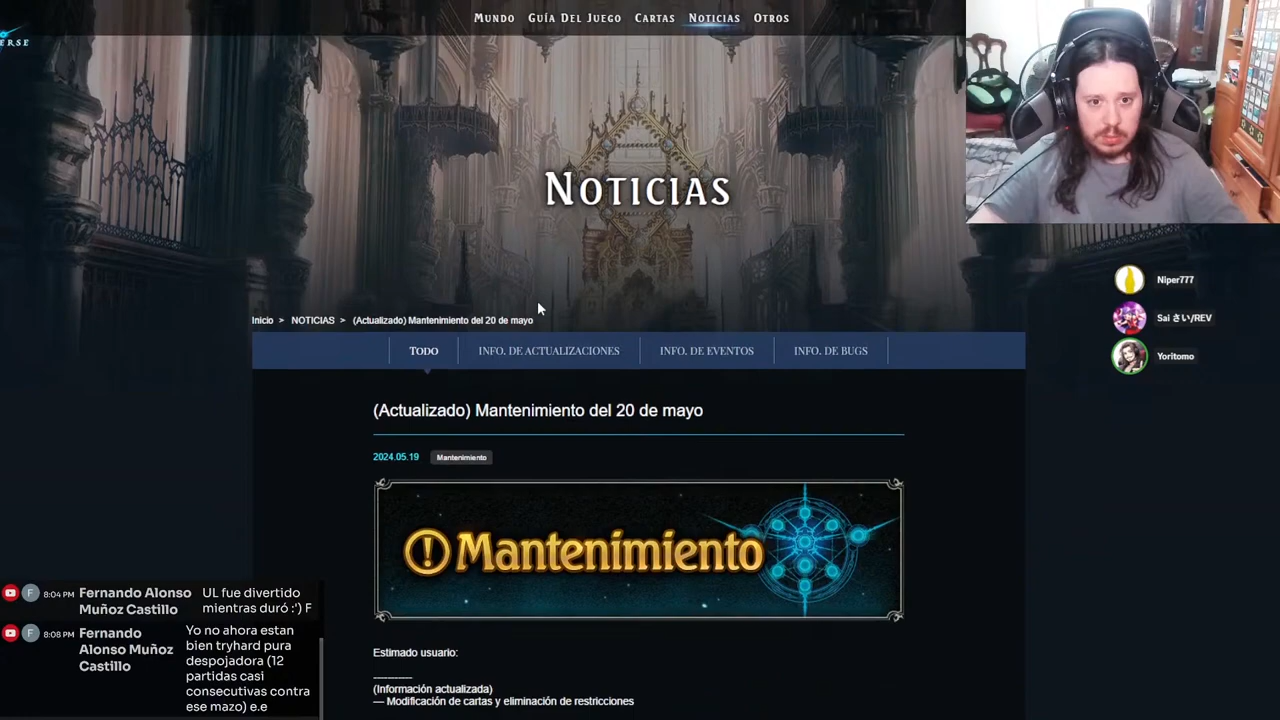 Mundo Guía Del Juego Cartas Noticias Otros
ERSE
Noticias
Inicio > NOTICIAS > (Actualizado) Mantenimiento del 20 de mayo
TODO INFO. DE ACTUALIZACIONES INFO. DE EVENTOS INFO. DE BUGS
(Actualizado) Mantenimiento del 20 de mayo
2024.05.19 Mantenimiento
Mantenimiento
Estimado usuario:
(Información actualizada)
— Modificación de cartas y eliminación de restricciones
Niper777
Sai さい/REV
Yoritomo
F 8:04 PM Fernando Alonso Muñoz Castillo UL fue divertido
mientras duró :') F
F 8:08 PM Fernando Alonso Muñoz Castillo Yo no ahora estan
bien tryhard pura
despojadora (12
partidas casi
consecutivas contra
ese mazo) e.e